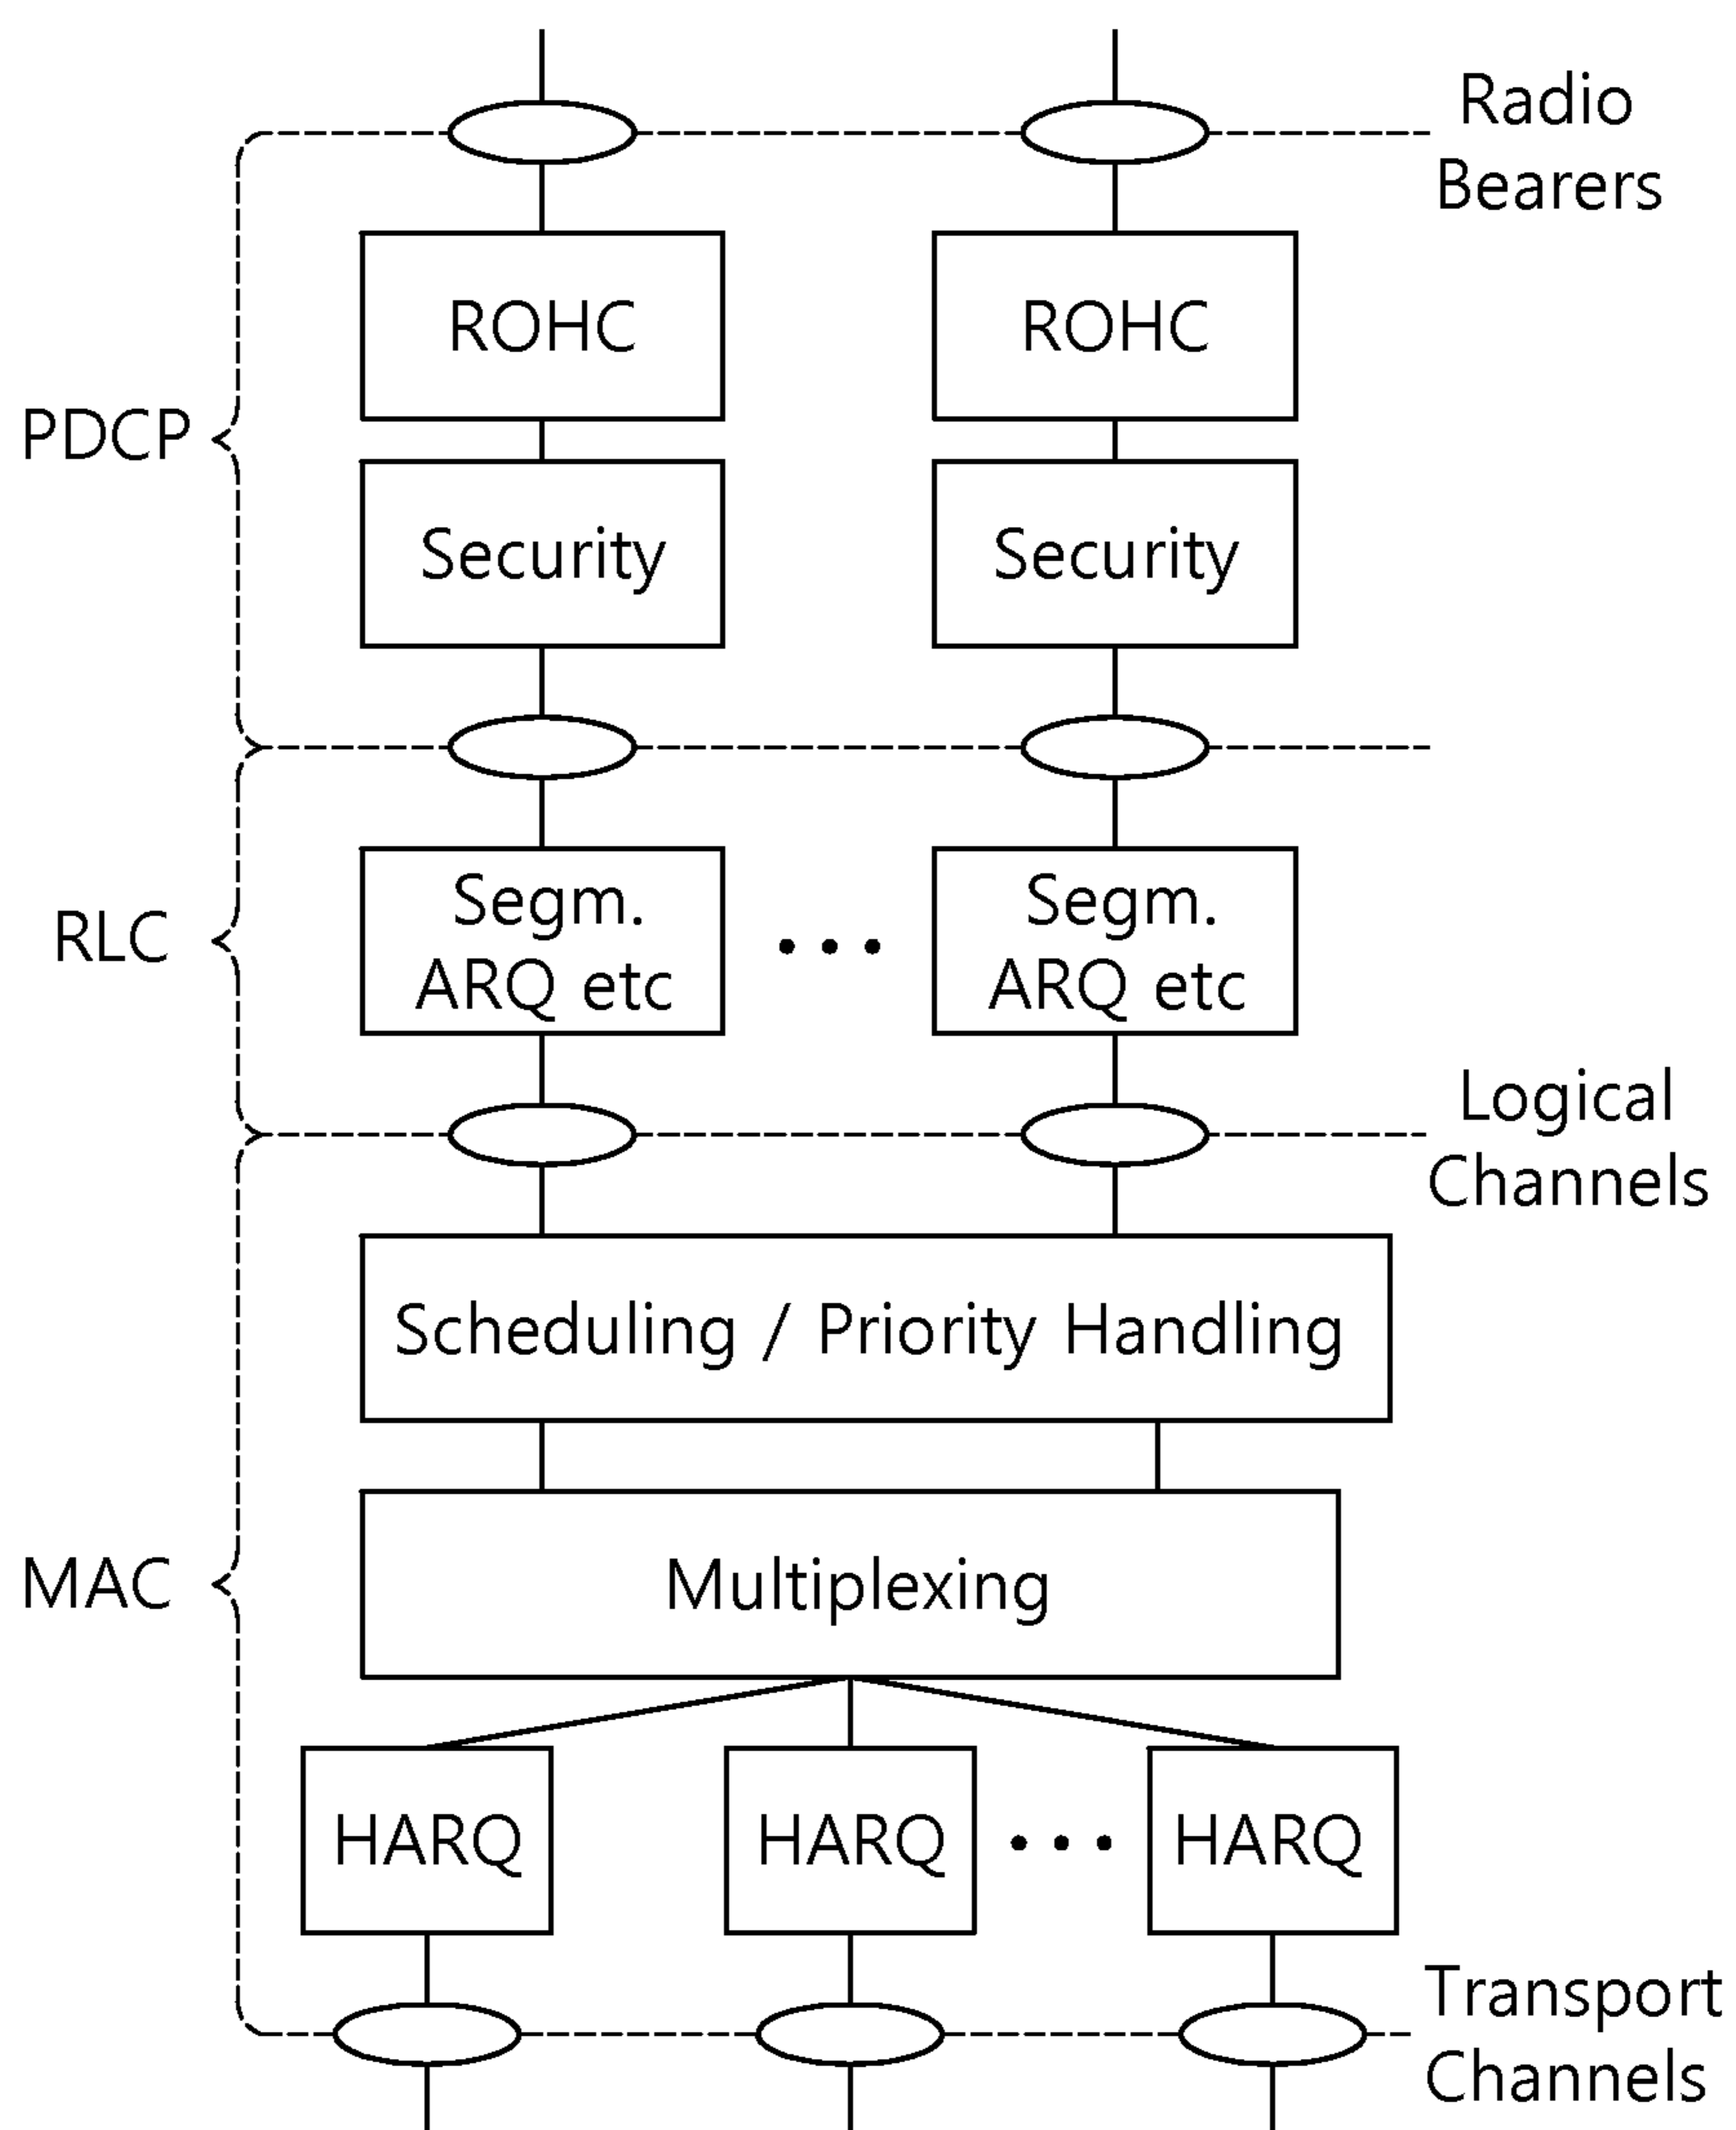 Radio
Bearers
ROHC
ROHC
PDCP
Security
Security
Segm.
ARQ etc
Segm.
ARQ etc
RLC
Logical
Channels
Scheduling / Priority Handling
MAC
Multiplexing
HARQ
HARQ
HARQ
Transport
Channels